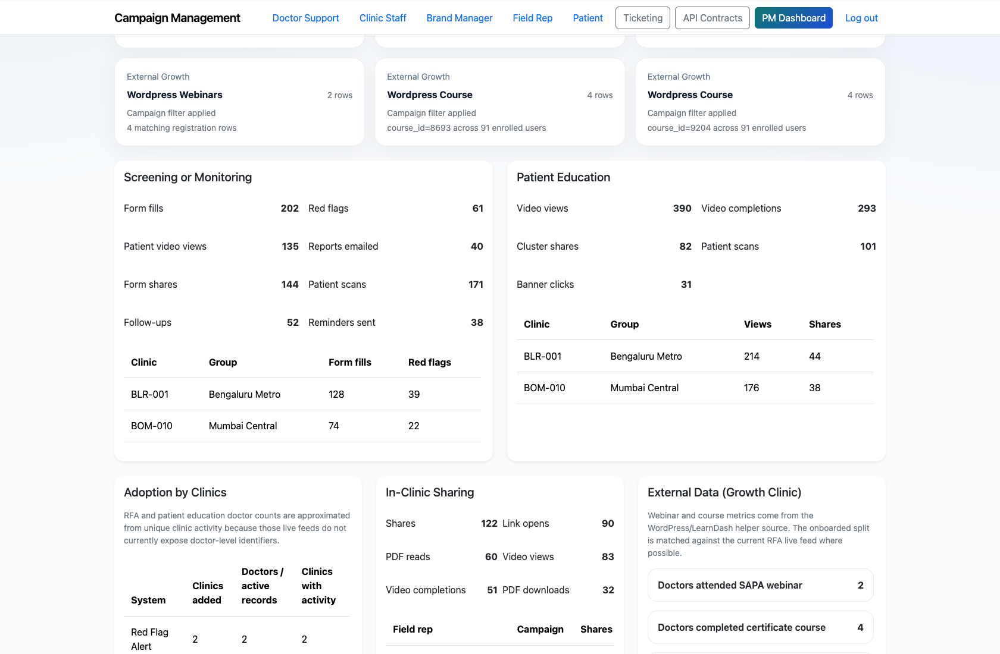 Campaign Management
Doctor Support
Clinic Staff
Brand Manager
Field Rep
Patient
Ticketing
API Contracts
PM Dashboard
Log out
External Growth
Wordpress Webinars
2 rows
Campaign filter applied
4 matching registration rows
External Growth
Wordpress Course
4 rows
Campaign filter applied
course_id=8693 across 91 enrolled users
External Growth
Wordpress Course
4 rows
Campaign filter applied
course_id=9204 across 91 enrolled users
Screening or Monitoring
Form fills 202 Red flags 61
Patient video views 135 Reports emailed 40
Form shares 144 Patient scans 171
Follow-ups 52 Reminders sent 38
Clinic Group Form fills Red flags
BLR-001 Bengaluru Metro 128 39
BOM-010 Mumbai Central 74 22
Patient Education
Video views 390 Video completions 293
Cluster shares 82 Patient scans 101
Banner clicks 31
Clinic Group Views Shares
BLR-001 Bengaluru Metro 214 44
BOM-010 Mumbai Central 176 38
Adoption by Clinics
RFA and patient education doctor counts are approximated
from unique clinic activity because those live feeds do not
currently expose doctor-level identifiers.
System
Clinics
added
Doctors /
active
records
Clinics
with
activity
Red Flag
Alert
2 2 2
In-Clinic Sharing
Shares 122 Link opens 90
PDF reads 60 Video views 83
Video completions 51 PDF downloads 32
Field rep Campaign Shares
External Data (Growth Clinic)
Webinar and course metrics come from the
WordPress/LearnDash helper source. The onboarded split
is matched against the current RFA live feed where
possible.
Doctors attended SAPA webinar 2
Doctors completed certificate course 4